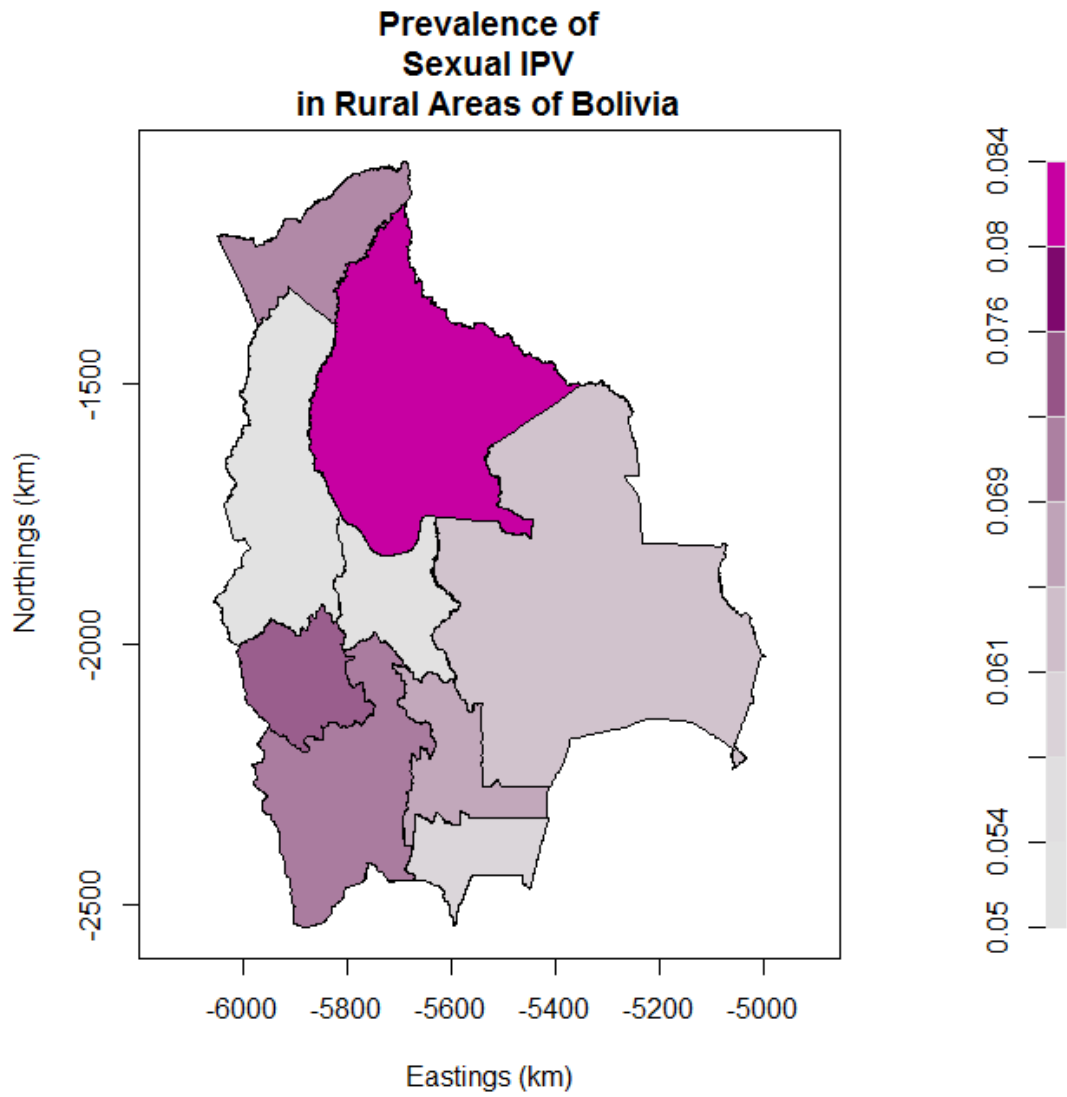 Prevalence of
Sexual IPV
in Rural Areas of Bolivia
0.084
0.08
0.076
0.069
0.061
0.054
0.05
-1500
-2000
-2500
Northings (km)
-6000 -5800 -5600 -5400 -5200 -5000
Eastings (km)